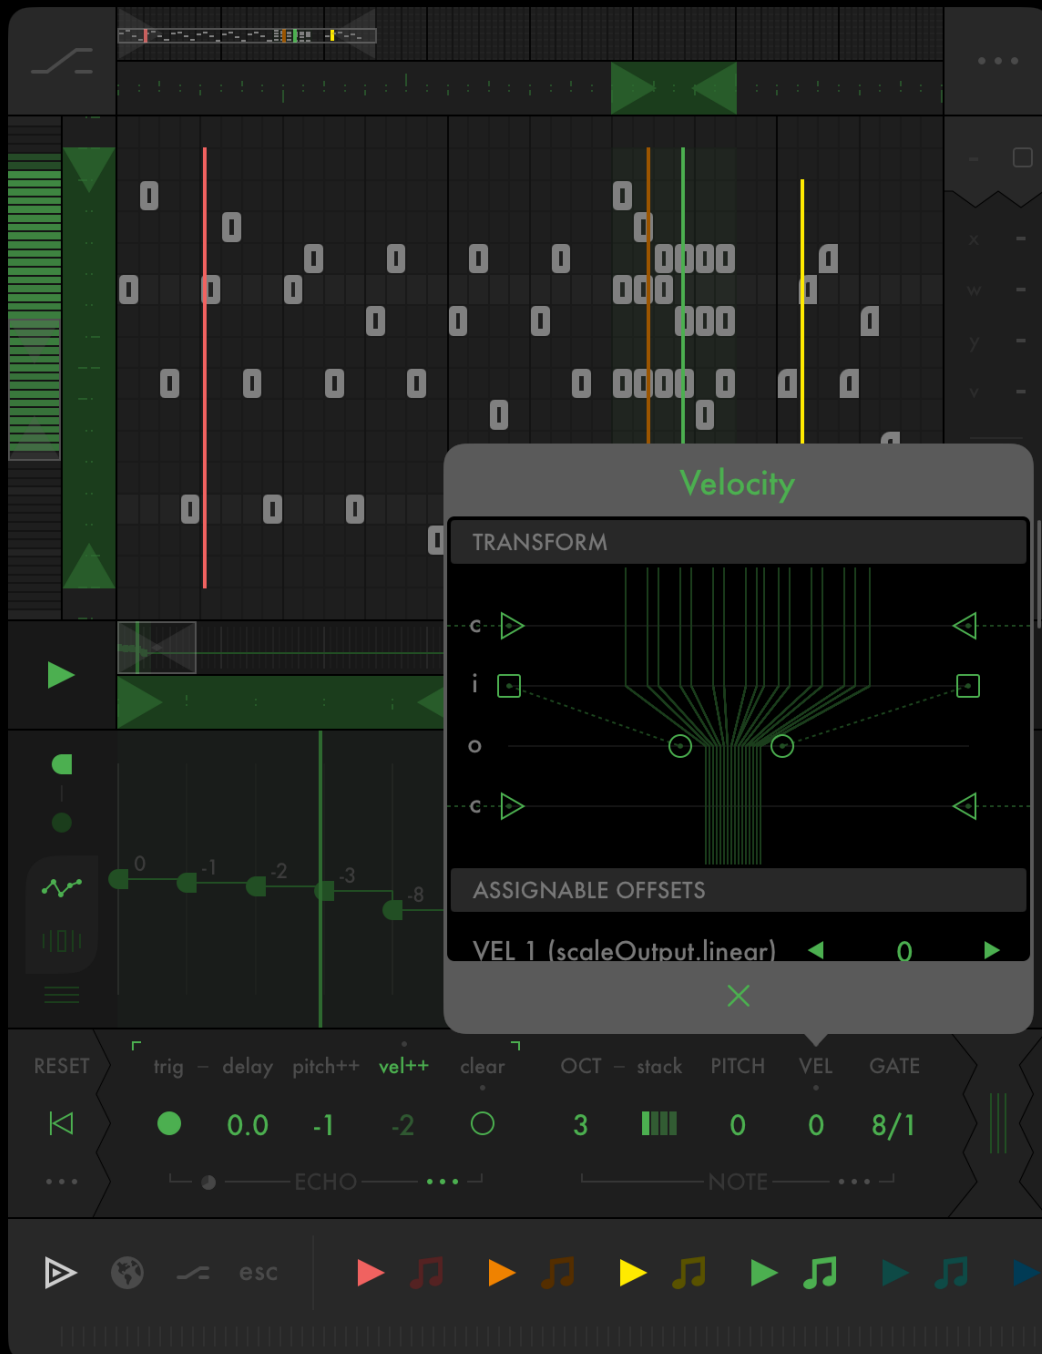 Velocity
TRANSFORM
c
i
o
c
ASSIGNABLE OFFSETS
VEL 1 (scaleOutput.linear) 0
x
w
y
v
0 -1 -2 -3 -8
RESET trig – delay pitch++ vel++ clear OCT – stack PITCH VEL GATE
0.0 -1 -2 3 0 0 8/1
ECHO NOTE
esc